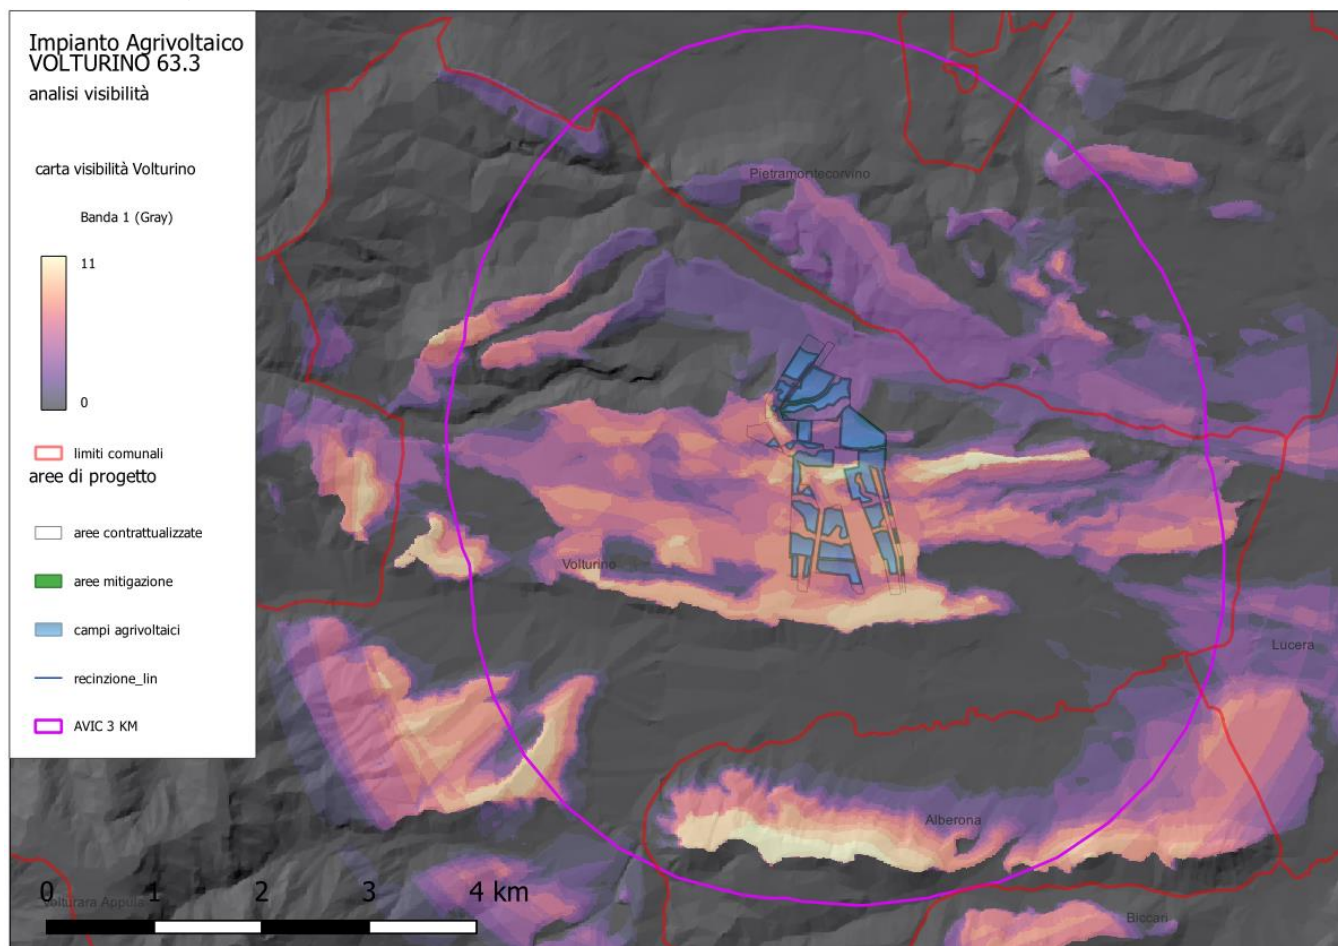 Impianto Agrivoltaico
VOLTURINO 63.3
analisi visibilità
carta visibilità Volturino
Banda 1 (Gray)
11
0
limiti comunali
aree di progetto
aree contrattualizzate
aree mitigazione
campi agrivoltaici
recinzione_lin
AVIC 3 KM
Pietramontecorvino
Volturino
Lucera
Alberona
Volturara Appula
Biccari
0 1 2 3 4 km